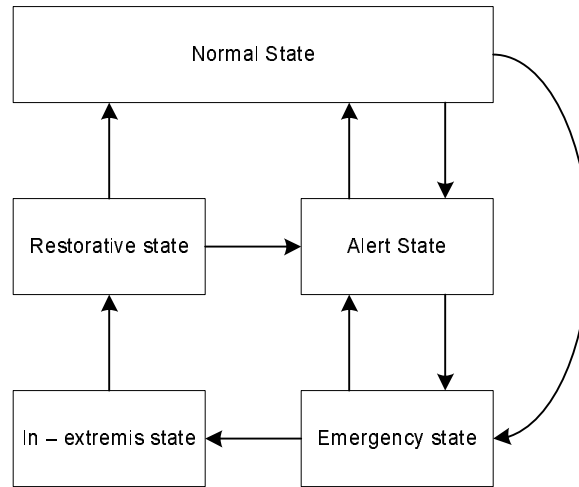 Normal State
Restorative state
Alert State
In – extremis state
Emergency state